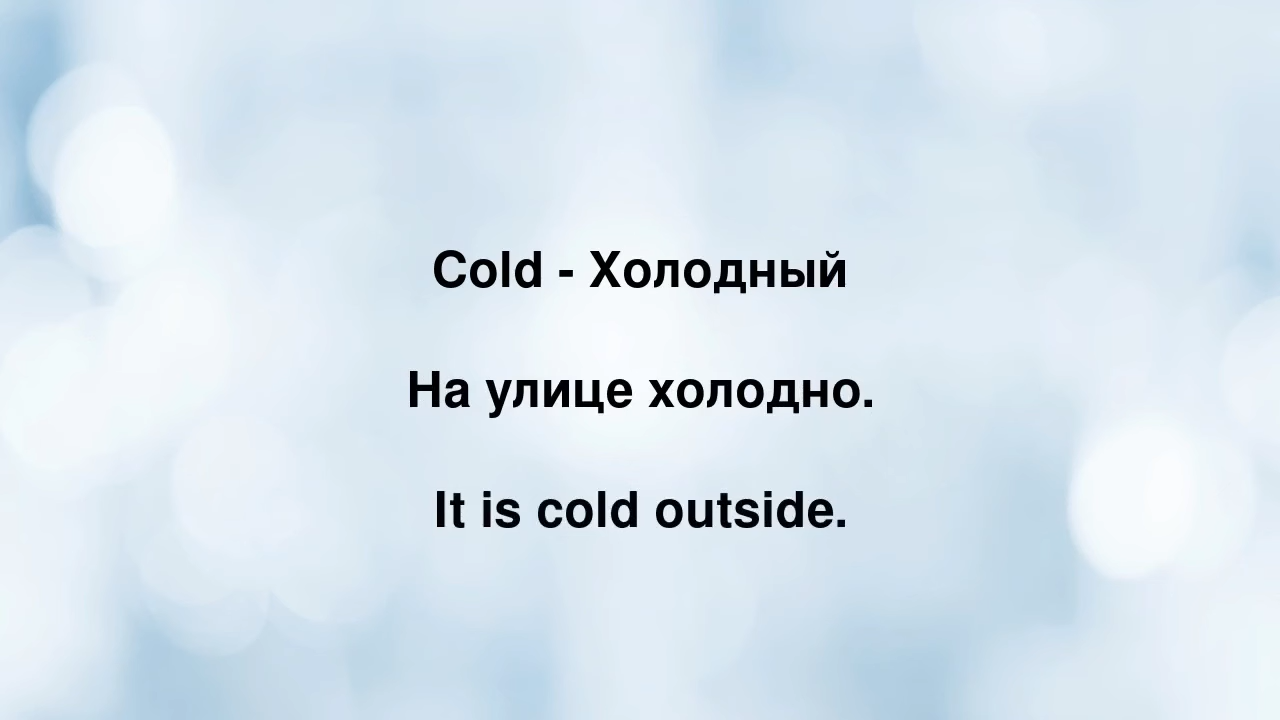 Cold - Холодный
На улице холодно.
It is cold outside.